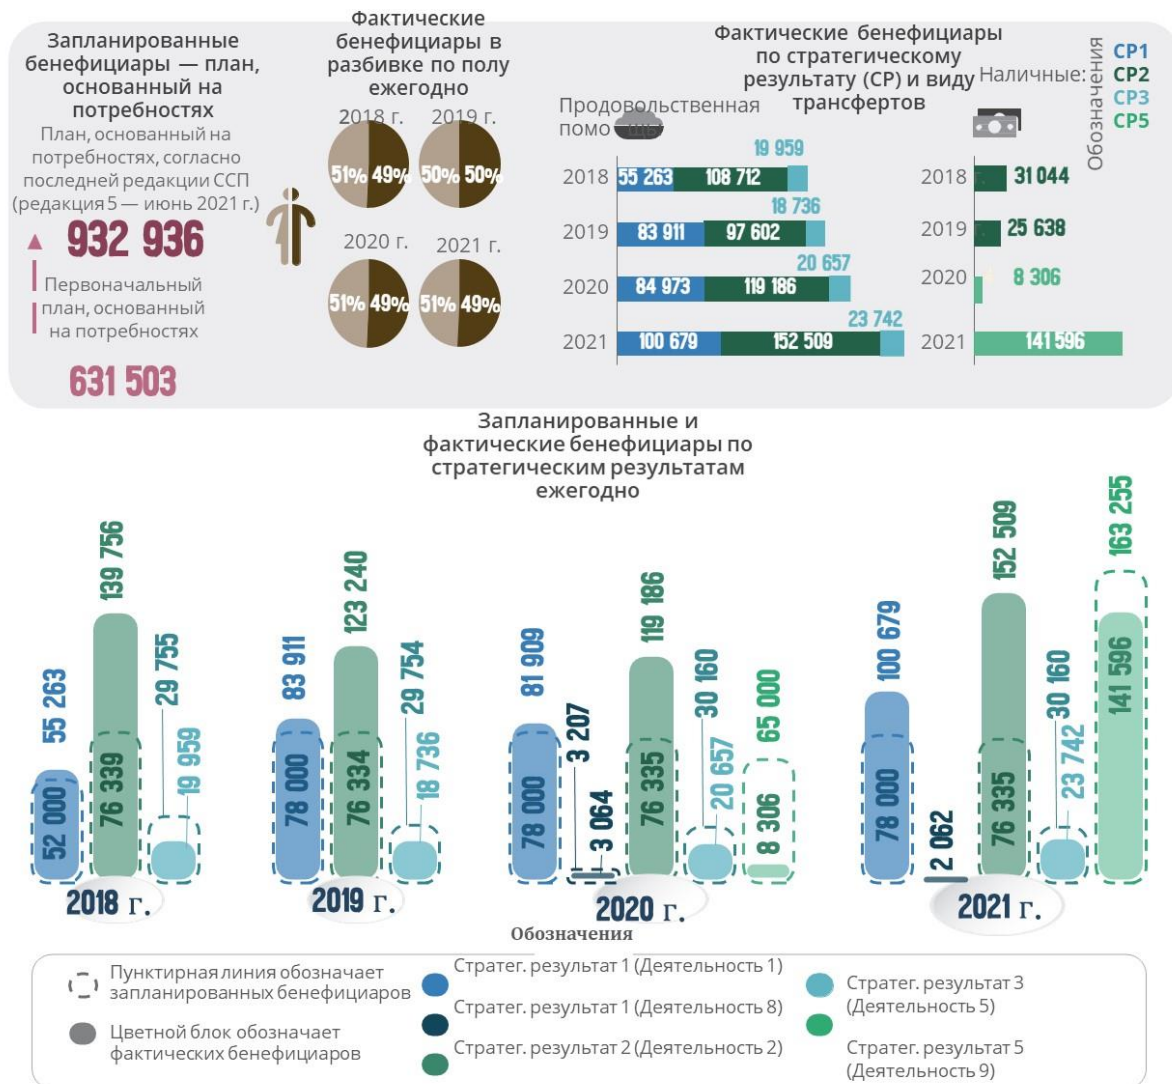 Запланированные
бенефициары — план,
основанный на
потребностях
План, основанный на
потребностях, согласно
последней редакции ССП
(редакция 5 — июнь 2021 г.)
932 936
Первоначальный
план, основанный
на потребностях
631 503
Фактические
бенефициары в
разбивке по полу
ежегодно
2018 г. 2019 г.
51% 49% 50% 50%
2020 г. 2021 г.
51% 49% 51% 49%
Фактические бенефициары
по стратегическому
результату (СР) и виду
трансфертов
Продовольственная
помощь
19 959
2018 55 263 108 712
18 736
2019 83 911 97 602
20 657
2020 84 973 119 186
23 742
2021 100 679 152 509
Наличные:
2018 г. 31 044
2019 г. 25 638
2020 8 306
2021 141 596
Обозначения
СР1
СР2
СР3
СР5
Запланированные и
фактические бенефициары по
стратегическим результатам
ежегодно
55 263
52 000
139 756
76 339
29 755
19 959
2018 г.
83 911
78 000
123 240
76 334
29 754
18 736
2019 г.
81 909
78 000
3 207
3 064
119 186
76 335
30 160
20 657
65 000
8 306
2020 г.
100 679
78 000
2 062
152 509
76 335
30 160
23 742
163 255
141 596
2021 г.
Обозначения
Пунктирная линия обозначает
запланированных бенефициаров
Цветной блок обозначает
фактических бенефициаров
Стратег. результат 1 (Деятельность 1)
Стратег. результат 1 (Деятельность 8)
Стратег. результат 2 (Деятельность 2)
Стратег. результат 3
(Деятельность 5)
Стратег. результат 5
(Деятельность 9)